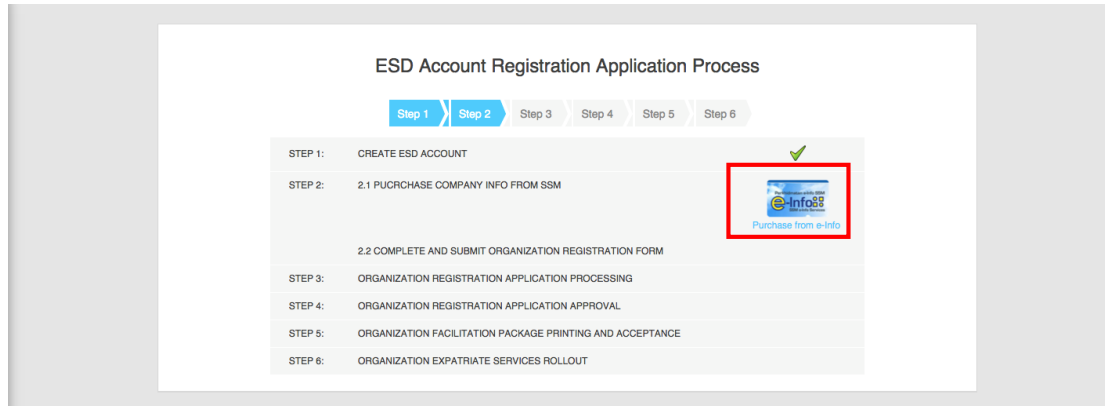 ESD Account Registration Application Process
Step 1 Step 2 Step 3 Step 4 Step 5 Step 6
STEP 1: CREATE ESD ACCOUNT
STEP 2: 2.1 PUCRCHASE COMPANY INFO FROM SSM
e-Info
Purchase from e-Info
2.2 COMPLETE AND SUBMIT ORGANIZATION REGISTRATION FORM
STEP 3: ORGANIZATION REGISTRATION APPLICATION PROCESSING
STEP 4: ORGANIZATION REGISTRATION APPLICATION APPROVAL
STEP 5: ORGANIZATION FACILITATION PACKAGE PRINTING AND ACCEPTANCE
STEP 6: ORGANIZATION EXPATRIATE SERVICES ROLLOUT